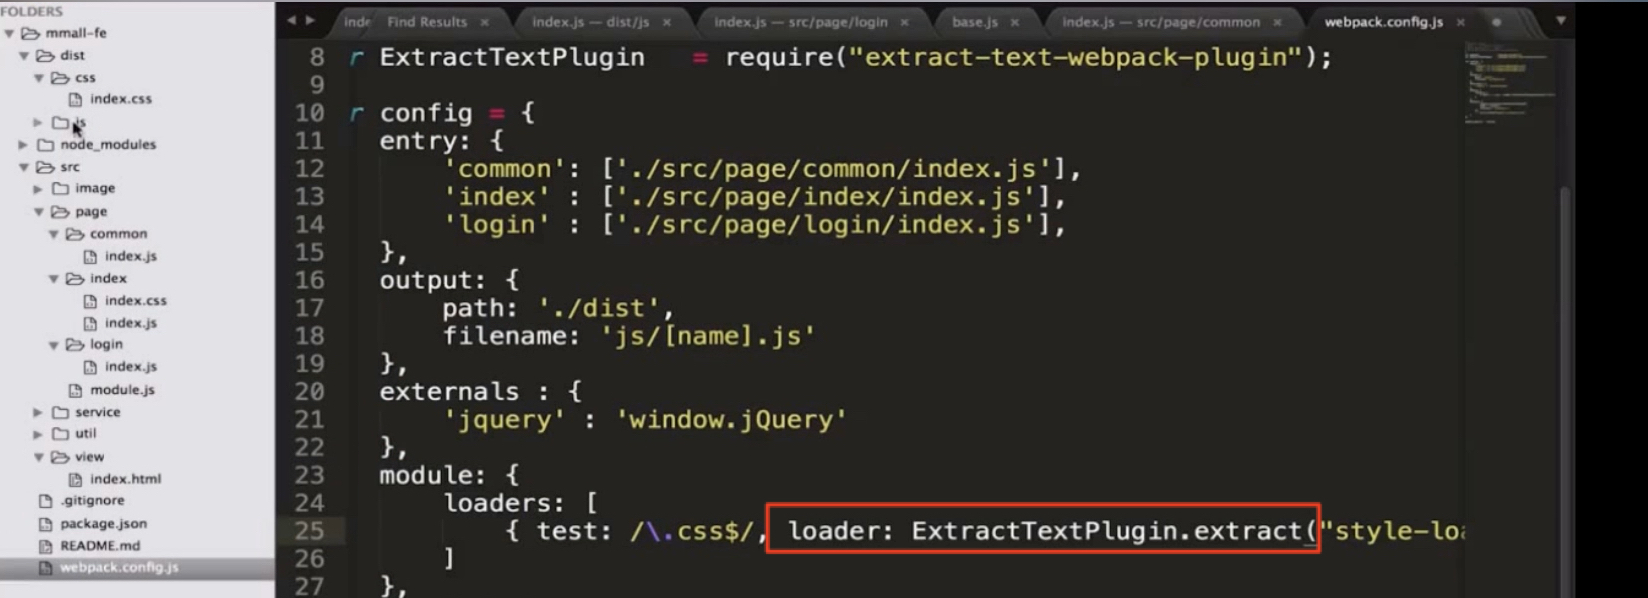 FOLDERS
mmall-fe
dist
css
index.css
js
node_modules
src
image
page
common
index.js
index
index.css
index.js
login
index.js
module.js
service
util
view
index.html
.gitignore
package.json
README.md
webpack.config.js
Find Results × index.js — dist/js × index.js — src/page/login × base.js × index.js — src/page/common × webpack.config.js ×
8 r ExtractTextPlugin = require("extract-text-webpack-plugin");
9
10 r config = {
11 entry: {
12 'common': ['./src/page/common/index.js'],
13 'index' : ['./src/page/index/index.js'],
14 'login' : ['./src/page/login/index.js'],
15 },
16 output: {
17 path: './dist',
18 filename: 'js/[name].js'
19 },
20 externals : {
21 'jquery' : 'window.jQuery'
22 },
23 module: {
24 loaders: [
25 { test: /\.css$/, loader: ExtractTextPlugin.extract("style-loa
26 ]
27 },